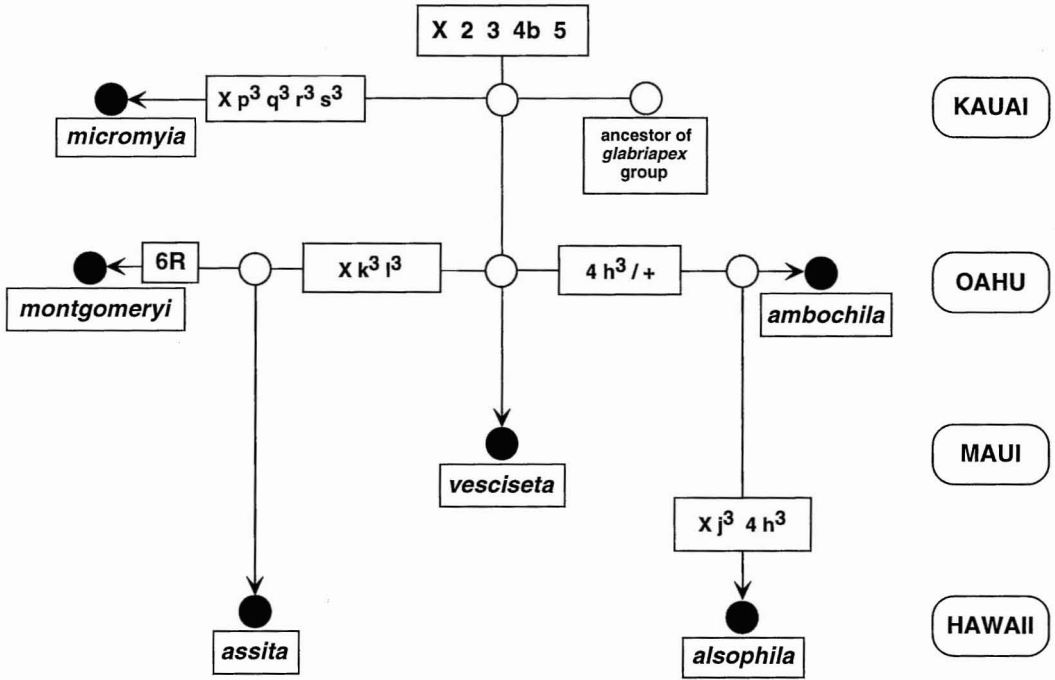 X 2 3 4b 5
X p³ q³ r³ s³
micromyia
ancestor of
glabriapex
group
KAUAI
6R
X k³ l³
4 h³ / +
montgomeryi
ambochila
OAHU
vesciseta
MAUI
X j³ 4 h³
assita
alsophila
HAWAII